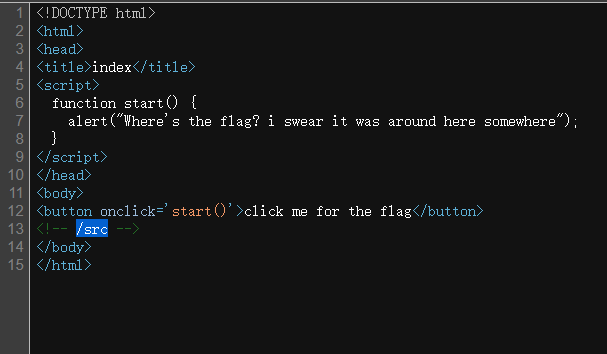 1 <!DOCTYPE html>
2 <html>
3 <head>
4 <title>index</title>
5 <script>
6 function start() {
7 alert("Where's the flag? i swear it was around here somewhere");
8 }
9 </script>
10 </head>
11 <body>
12 <button onclick='start()'>click me for the flag</button>
13 <!-- /src -->
14 </body>
15 </html>